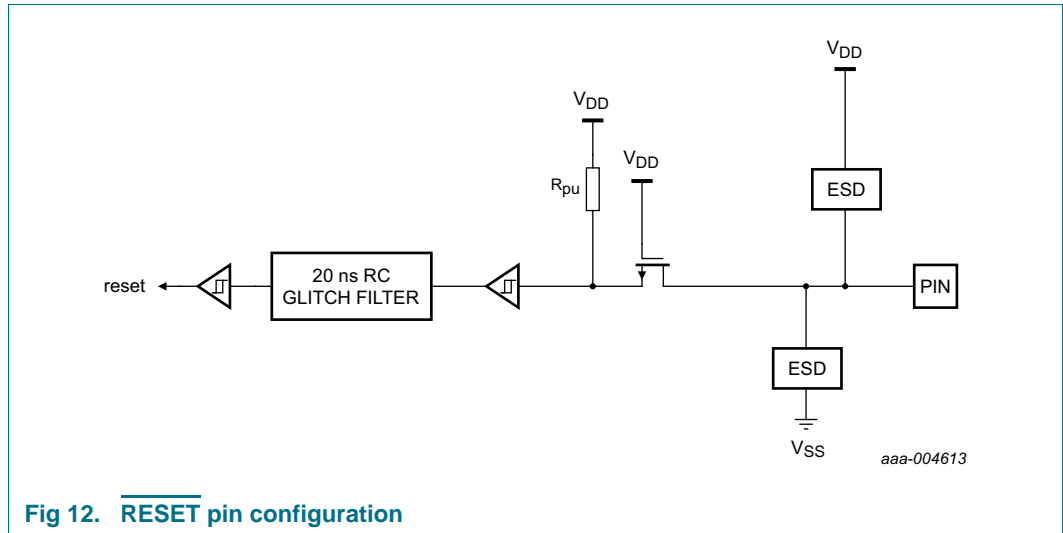 VDD
VDD
VDD
Rpu
ESD
reset
20 ns RC
GLITCH FILTER
PIN
ESD
VSS
aaa-004613
Fig 12. RESET pin configuration